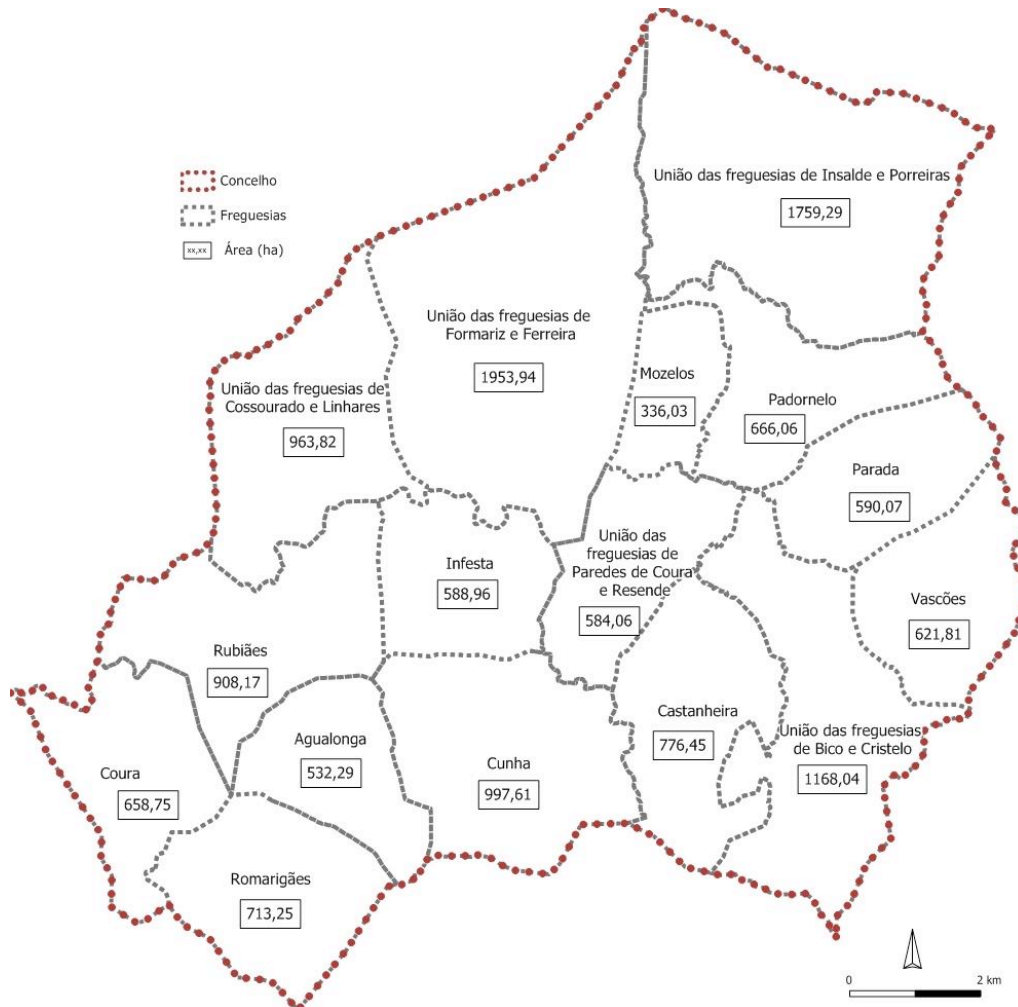 União das freguesias de Insalde e Porreiras
1759,29
Concelho
Freguesias
xx,xx Área (ha)
União das freguesias de
Formariz e Ferreira
1953,94
União das freguesias de
Cossourado e Linhares
963,82
Mozelos
336,03
Padornelo
666,06
Parada
590,07
União das
freguesias de
Paredes de Coura
e Resende
584,06
Infesta
588,96
Vascões
621,81
Rubiães
908,17
Castanheira
776,45
União das freguesias
de Bico e Cristelo
1168,04
Agualonga
532,29
Cunha
997,61
Coura
658,75
Romarigães
713,25
0 2 km